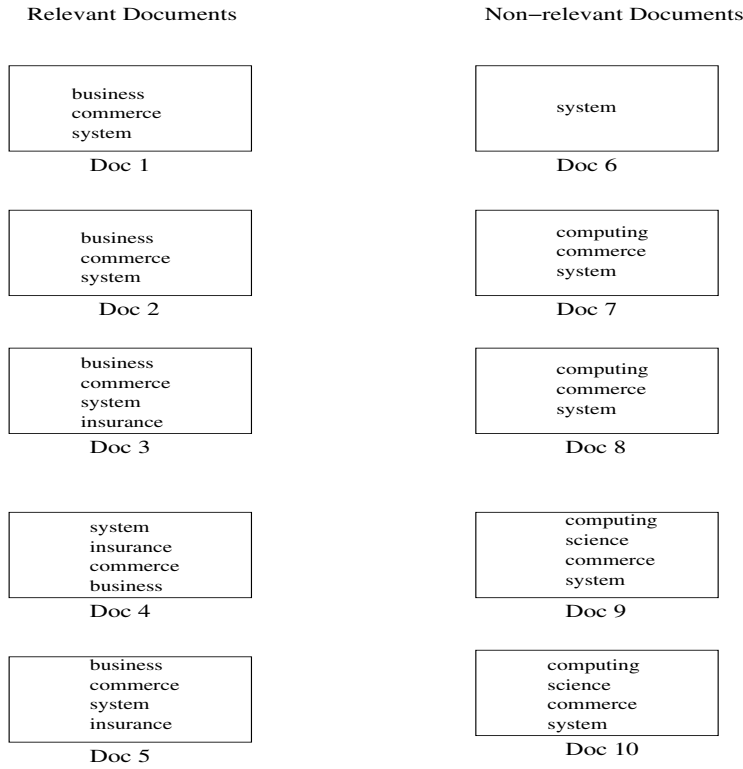 Relevant Documents
business
commerce
system
Doc 1
business
commerce
system
Doc 2
business
commerce
system
insurance
Doc 3
system
insurance
commerce
business
Doc 4
business
commerce
system
insurance
Doc 5
Non−relevant Documents
system
Doc 6
computing
commerce
system
Doc 7
computing
commerce
system
Doc 8
computing
science
commerce
system
Doc 9
computing
science
commerce
system
Doc 10